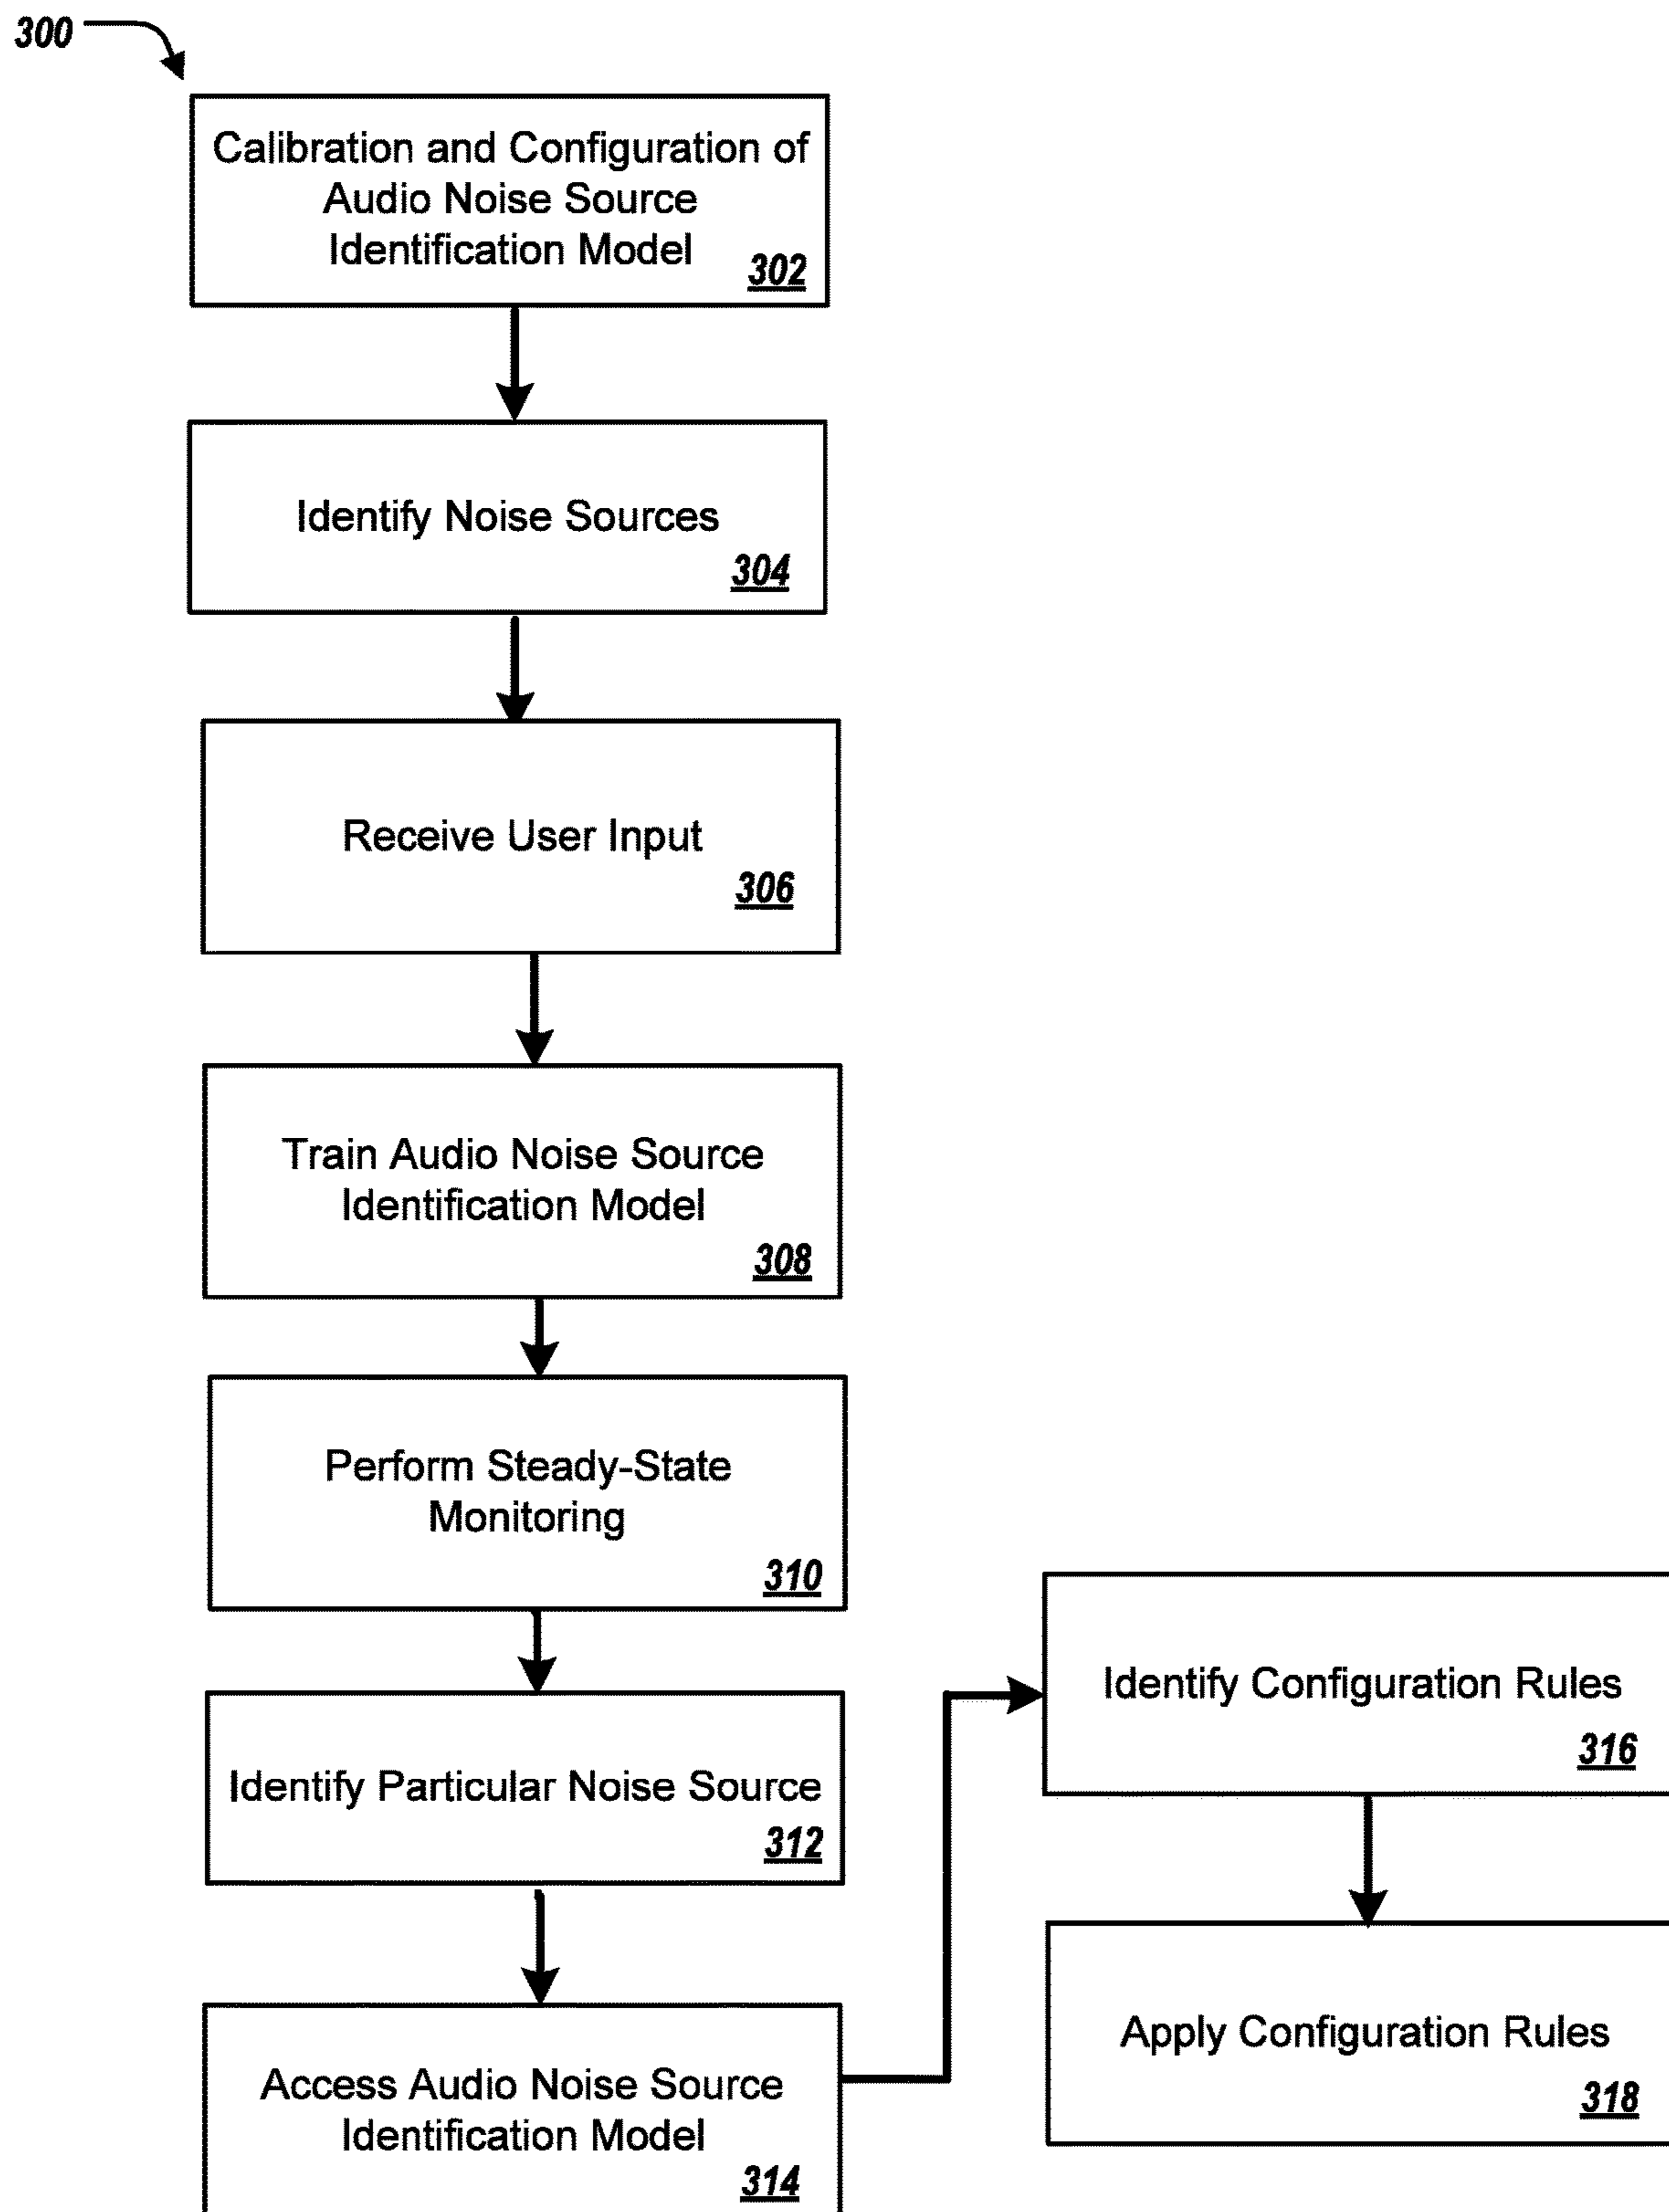 300
Calibration and Configuration of
Audio Noise Source
Identification Model
302
Identify Noise Sources
304
Receive User Input
306
Train Audio Noise Source
Identification Model
308
Perform Steady-State
Monitoring
310
Identify Particular Noise Source
312
Access Audio Noise Source
Identification Model
314
Identify Configuration Rules
316
Apply Configuration Rules
318